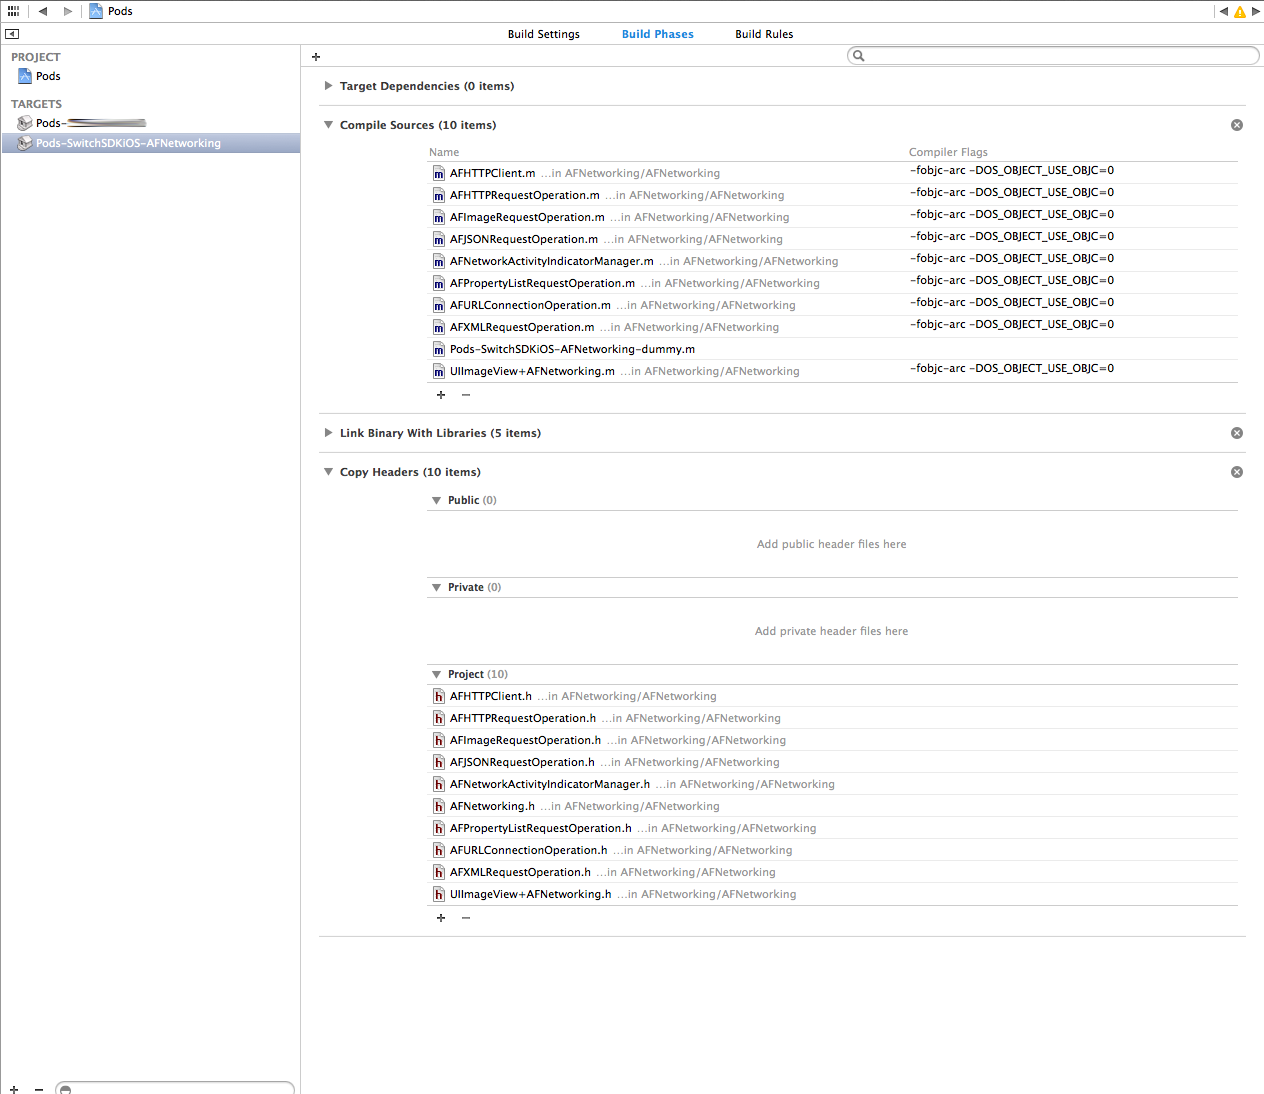 Pods
Build Settings Build Phases Build Rules
PROJECT
Pods
TARGETS
Pods-
Pods-SwitchSDKiOS-AFNetworking
Target Dependencies (0 items)
Compile Sources (10 items)
Name Compiler Flags
AFHTTPClient.m ...in AFNetworking/AFNetworking -fobjc-arc -DOS_OBJECT_USE_OBJC=0
AFHTTPRequestOperation.m ...in AFNetworking/AFNetworking -fobjc-arc -DOS_OBJECT_USE_OBJC=0
AFImageRequestOperation.m ...in AFNetworking/AFNetworking -fobjc-arc -DOS_OBJECT_USE_OBJC=0
AFJSONRequestOperation.m ...in AFNetworking/AFNetworking -fobjc-arc -DOS_OBJECT_USE_OBJC=0
AFNetworkActivityIndicatorManager.m ...in AFNetworking/AFNetworking -fobjc-arc -DOS_OBJECT_USE_OBJC=0
AFPropertyListRequestOperation.m ...in AFNetworking/AFNetworking -fobjc-arc -DOS_OBJECT_USE_OBJC=0
AFURLConnectionOperation.m ...in AFNetworking/AFNetworking -fobjc-arc -DOS_OBJECT_USE_OBJC=0
AFXMLRequestOperation.m ...in AFNetworking/AFNetworking -fobjc-arc -DOS_OBJECT_USE_OBJC=0
Pods-SwitchSDKiOS-AFNetworking-dummy.m
UIImageView+AFNetworking.m ...in AFNetworking/AFNetworking -fobjc-arc -DOS_OBJECT_USE_OBJC=0
Link Binary With Libraries (5 items)
Copy Headers (10 items)
Public (0)
Add public header files here
Private (0)
Add private header files here
Project (10)
AFHTTPClient.h ...in AFNetworking/AFNetworking
AFHTTPRequestOperation.h ...in AFNetworking/AFNetworking
AFImageRequestOperation.h ...in AFNetworking/AFNetworking
AFJSONRequestOperation.h ...in AFNetworking/AFNetworking
AFNetworkActivityIndicatorManager.h ...in AFNetworking/AFNetworking
AFNetworking.h ...in AFNetworking/AFNetworking
AFPropertyListRequestOperation.h ...in AFNetworking/AFNetworking
AFURLConnectionOperation.h ...in AFNetworking/AFNetworking
AFXMLRequestOperation.h ...in AFNetworking/AFNetworking
UIImageView+AFNetworking.h ...in AFNetworking/AFNetworking